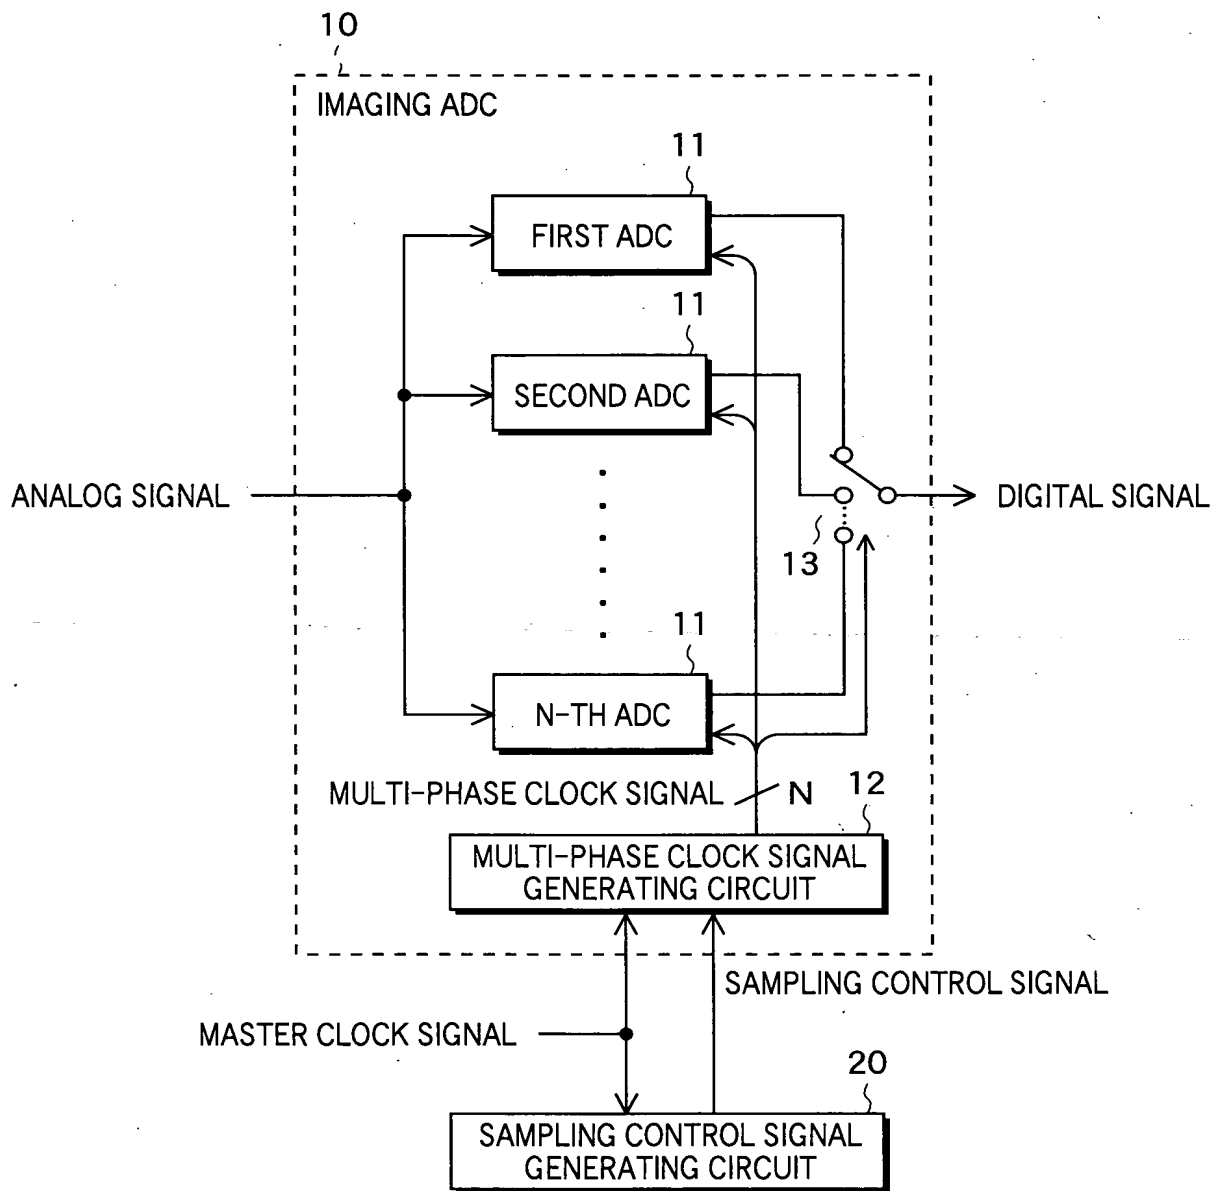 10
IMAGING ADC
11
FIRST ADC
11
SECOND ADC
ANALOG SIGNAL
DIGITAL SIGNAL
13
11
N-TH ADC
MULTI-PHASE CLOCK SIGNAL
N
12
MULTI-PHASE CLOCK SIGNAL
GENERATING CIRCUIT
SAMPLING CONTROL SIGNAL
MASTER CLOCK SIGNAL
20
SAMPLING CONTROL SIGNAL
GENERATING CIRCUIT